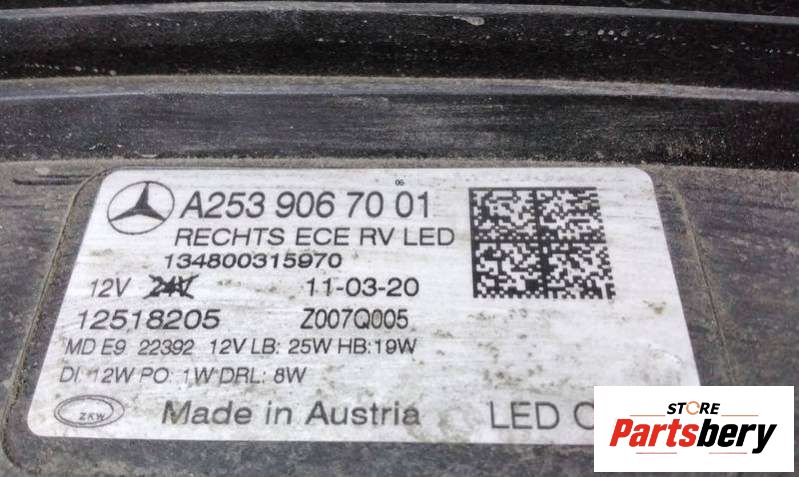 06
A253 906 70 01
RECHTS ECE RV LED
134800315970
12V 24V 11-03-20
12518205 Z007Q005
MD E9 22392 12V LB: 25W HB: 19W
DI: 12W PO: 1W DRL: 8W
ZKW Made in Austria LED
STORE
Partsbery